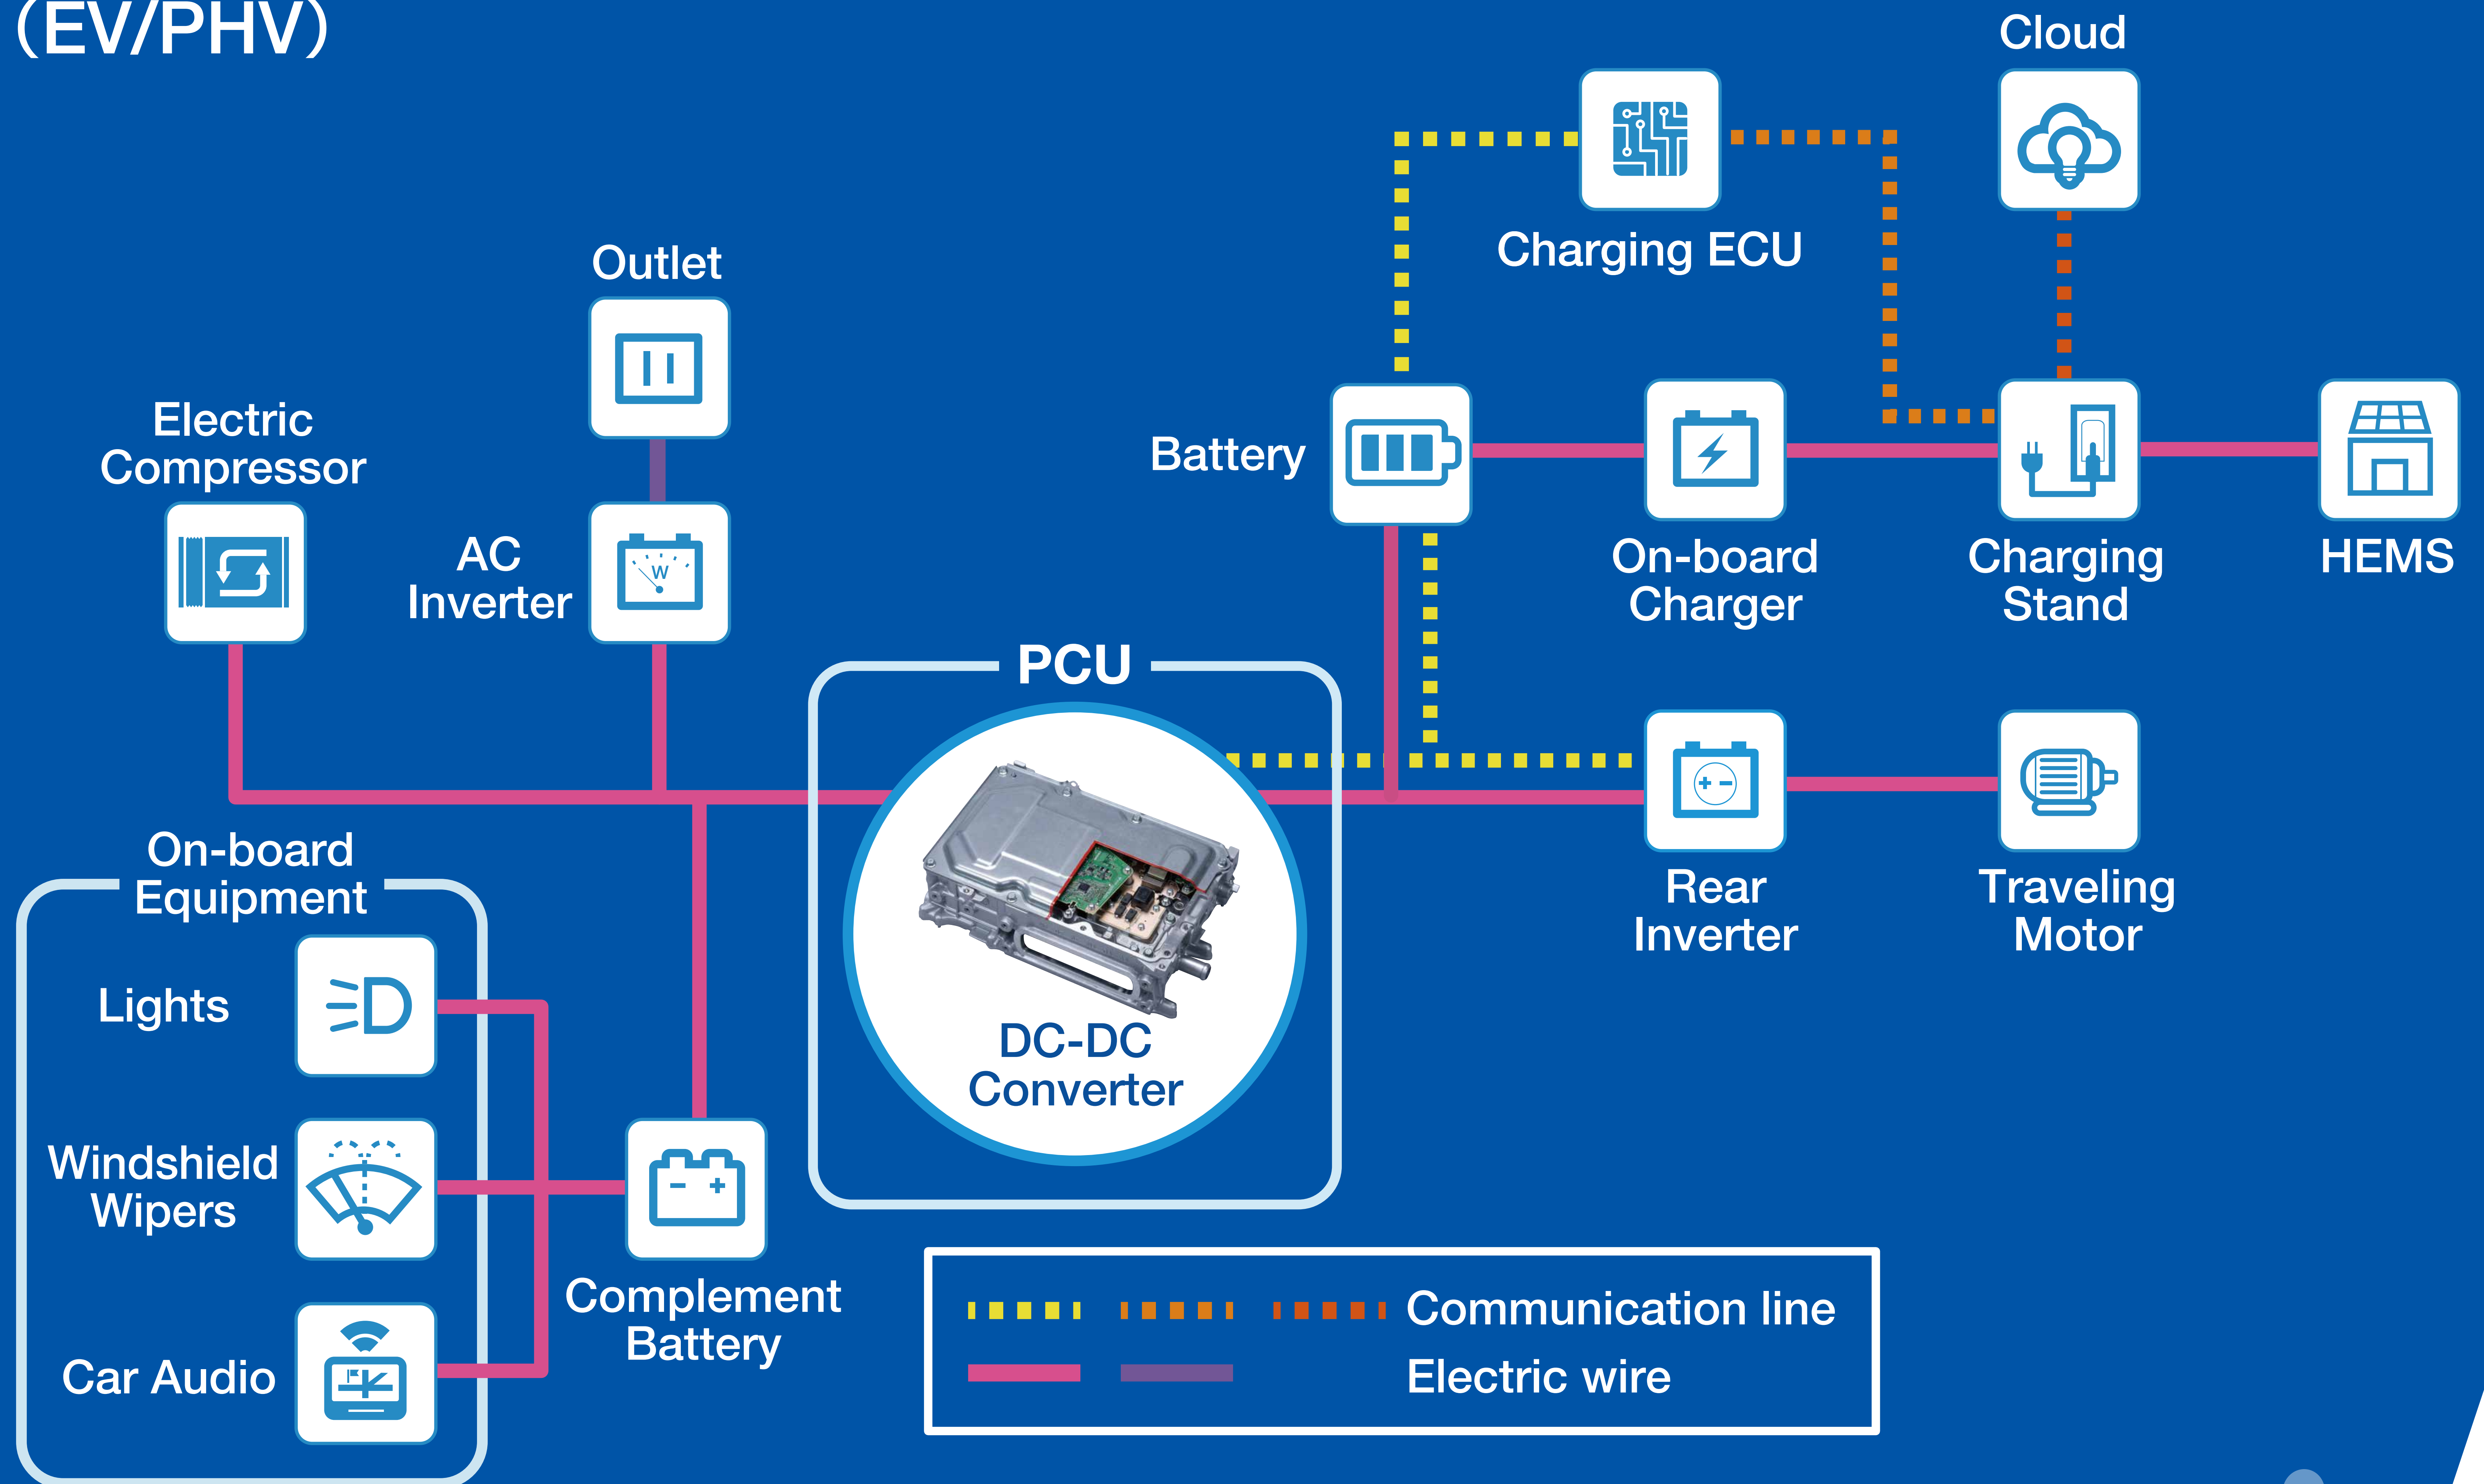 (EV/PHV)
Cloud
Charging ECU
Outlet
Electric
Compressor
Battery
AC
Inverter
W
On-board
Charger
Charging
Stand
HEMS
PCU
On-board
Equipment
Rear
Inverter
Traveling
Motor
Lights
DC-DC
Converter
Windshield
Wipers
Complement
Battery
Car Audio
Communication line
Electric wire